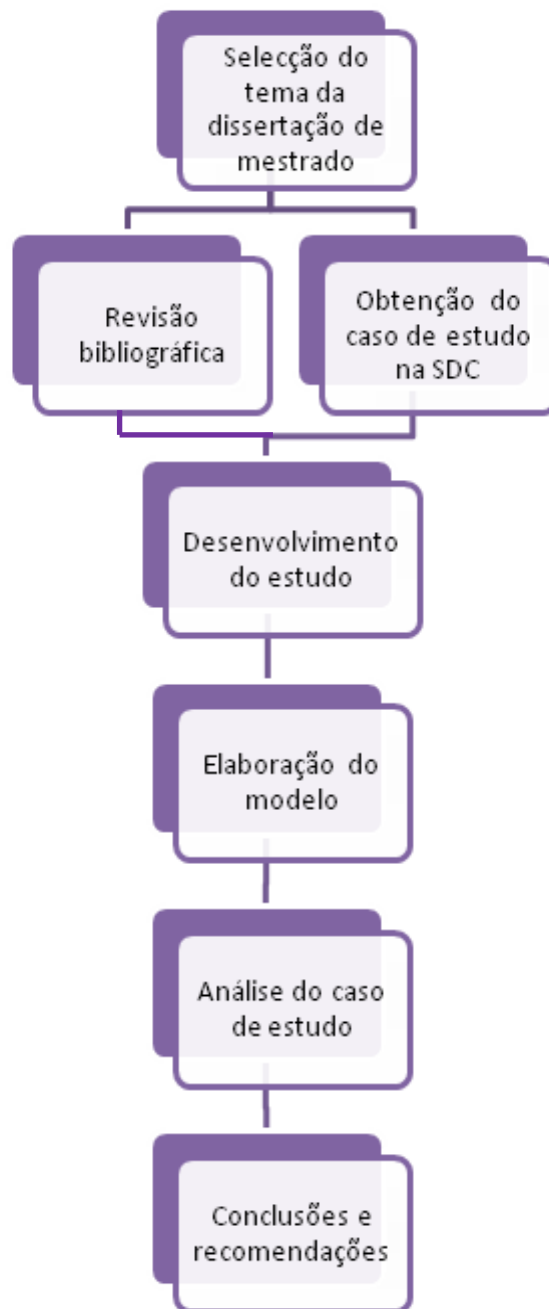 Selecção do
tema da
dissertação de
mestrado
Revisão
bibliográfica
Obtenção do
caso de estudo
na SDC
Desenvolvimento
do estudo
Elaboração do
modelo
Análise do caso
de estudo
Conclusões e
recomendações